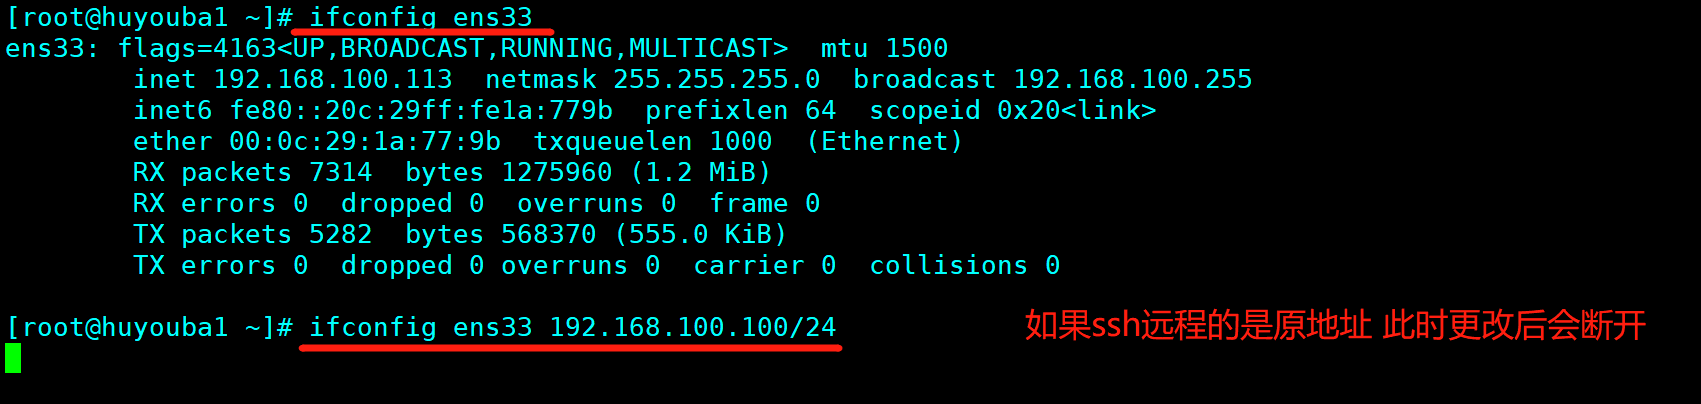 [root@huyouba1 ~]# ifconfig ens33
ens33: flags=4163<UP,BROADCAST,RUNNING,MULTICAST>  mtu 1500
        inet 192.168.100.113  netmask 255.255.255.0  broadcast 192.168.100.255
        inet6 fe80::20c:29ff:fe1a:779b  prefixlen 64  scopeid 0x20<link>
        ether 00:0c:29:1a:77:9b  txqueuelen 1000  (Ethernet)
        RX packets 7314  bytes 1275960 (1.2 MiB)
        RX errors 0  dropped 0  overruns 0  frame 0
        TX packets 5282  bytes 568370 (555.0 KiB)
        TX errors 0  dropped 0 overruns 0  carrier 0  collisions 0
[root@huyouba1 ~]# ifconfig ens33 192.168.100.100/24
如果ssh远程的是原地址 此时更改后会断开